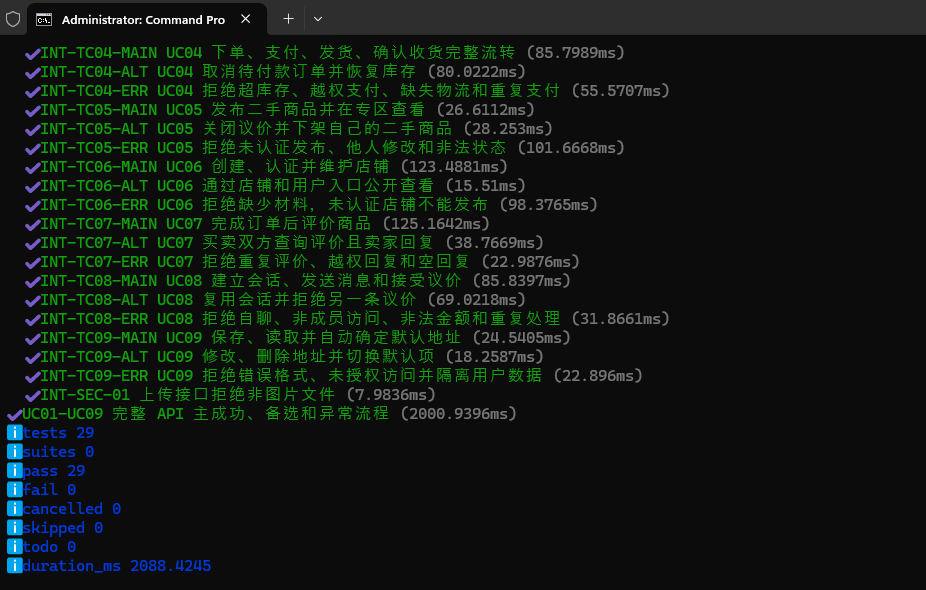 Administrator: Command Pro
✔INT-TC04-MAIN UC04 下单、支付、发货、确认收货完整流转 (85.7989ms)
✔INT-TC04-ALT UC04 取消待付款订单并恢复库存 (80.0222ms)
✔INT-TC04-ERR UC04 拒绝超库存、越权支付、缺失物流和重复支付 (55.5707ms)
✔INT-TC05-MAIN UC05 发布二手商品并在专区查看 (26.6112ms)
✔INT-TC05-ALT UC05 关闭议价并下架自己的二手商品 (28.253ms)
✔INT-TC05-ERR UC05 拒绝未认证发布、他人修改和非法状态 (101.6668ms)
✔INT-TC06-MAIN UC06 创建、认证并维护店铺 (123.4881ms)
✔INT-TC06-ALT UC06 通过店铺和用户入口公开查看 (15.51ms)
✔INT-TC06-ERR UC06 拒绝缺少材料，未认证店铺不能发布 (98.3765ms)
✔INT-TC07-MAIN UC07 完成订单后评价商品 (125.1642ms)
✔INT-TC07-ALT UC07 买卖双方查询评价且卖家回复 (38.7669ms)
✔INT-TC07-ERR UC07 拒绝重复评价、越权回复和空回复 (22.9876ms)
✔INT-TC08-MAIN UC08 建立会话、发送消息和接受议价 (85.8397ms)
✔INT-TC08-ALT UC08 复用会话并拒绝另一条议价 (69.0218ms)
✔INT-TC08-ERR UC08 拒绝自聊、非成员访问、非法金额和重复处理 (31.8661ms)
✔INT-TC09-MAIN UC09 保存、读取并自动确定默认地址 (24.5405ms)
✔INT-TC09-ALT UC09 修改、删除地址并切换默认项 (18.2587ms)
✔INT-TC09-ERR UC09 拒绝错误格式、未授权访问并隔离用户数据 (22.896ms)
✔INT-SEC-01 上传接口拒绝非图片文件 (7.9836ms)
✔UC01-UC09 完整 API 主成功、备选和异常流程 (2000.9396ms)
ℹtests 29
ℹsuites 0
ℹpass 29
ℹfail 0
ℹcancelled 0
ℹskipped 0
ℹtodo 0
ℹduration_ms 2088.4245